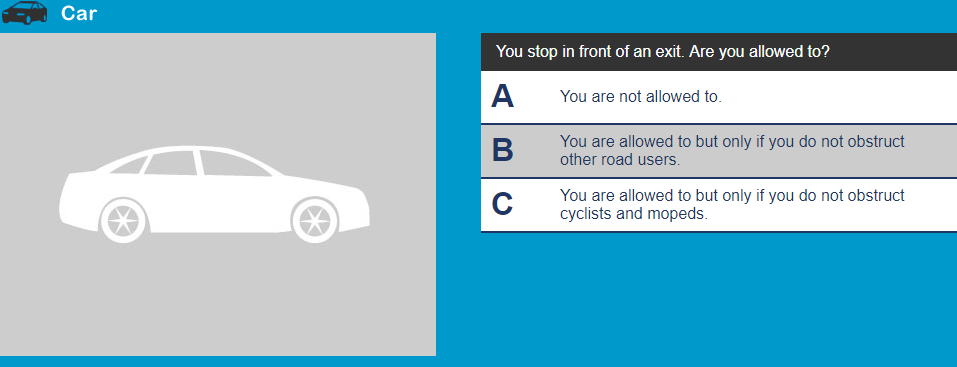 Car
You stop in front of an exit. Are you allowed to?
A
You are not allowed to.
B
You are allowed to but only if you do not obstruct
other road users.
C
You are allowed to but only if you do not obstruct
cyclists and mopeds.